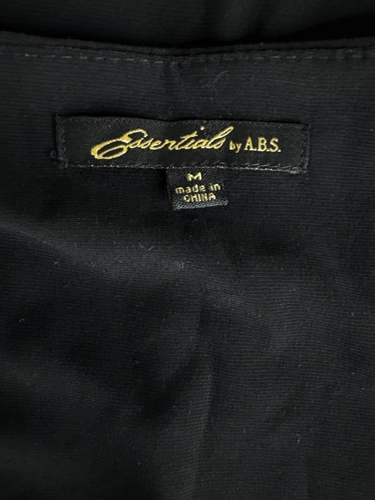 Essentials by A.B.S.
M
made in
CHINA